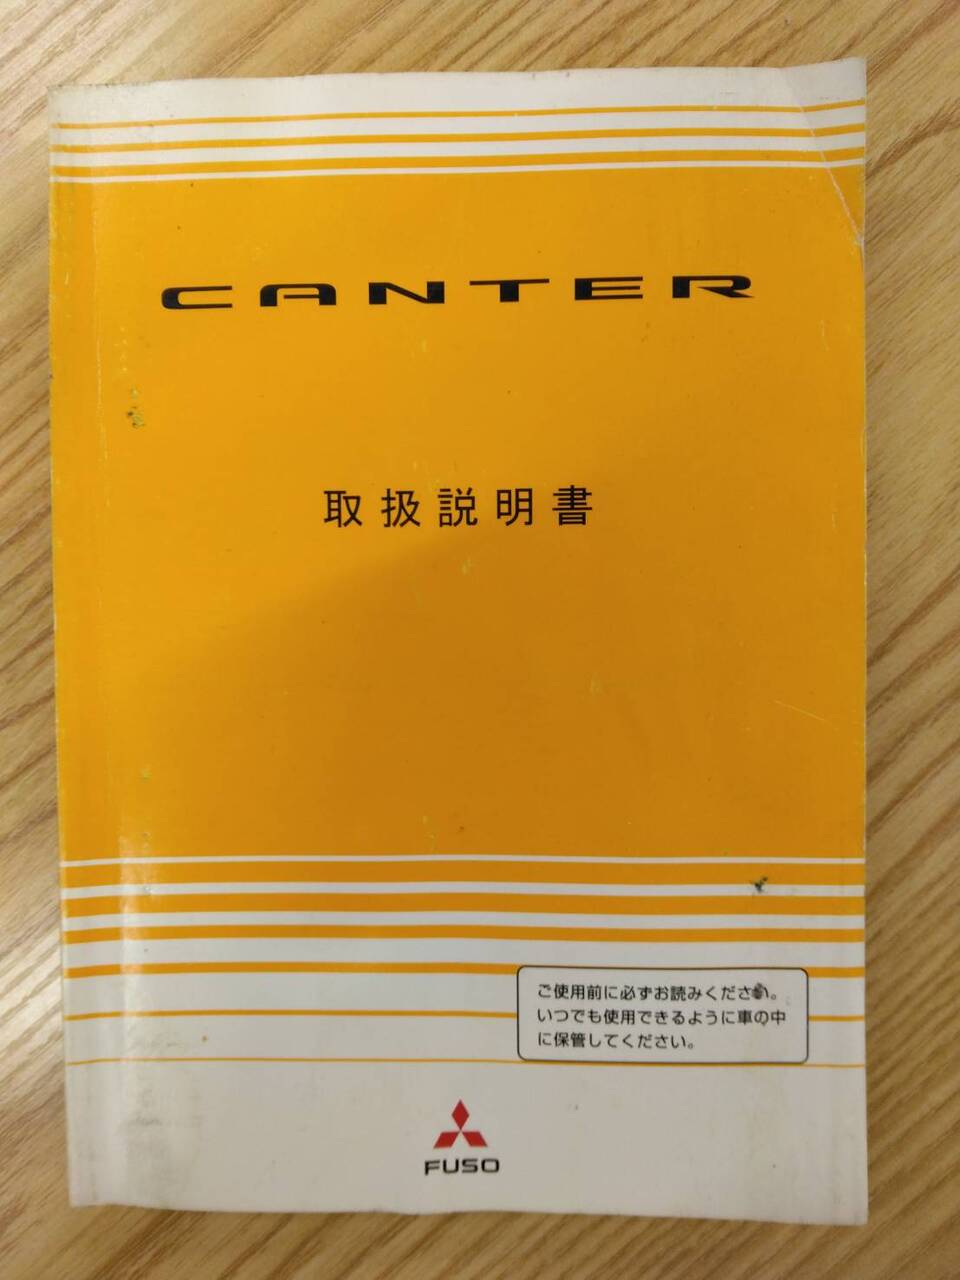 CANTER
取扱説明書
ご使用前に必ずお読みください。
いつでも使用できるように車の中
に保管してください。
FUSO